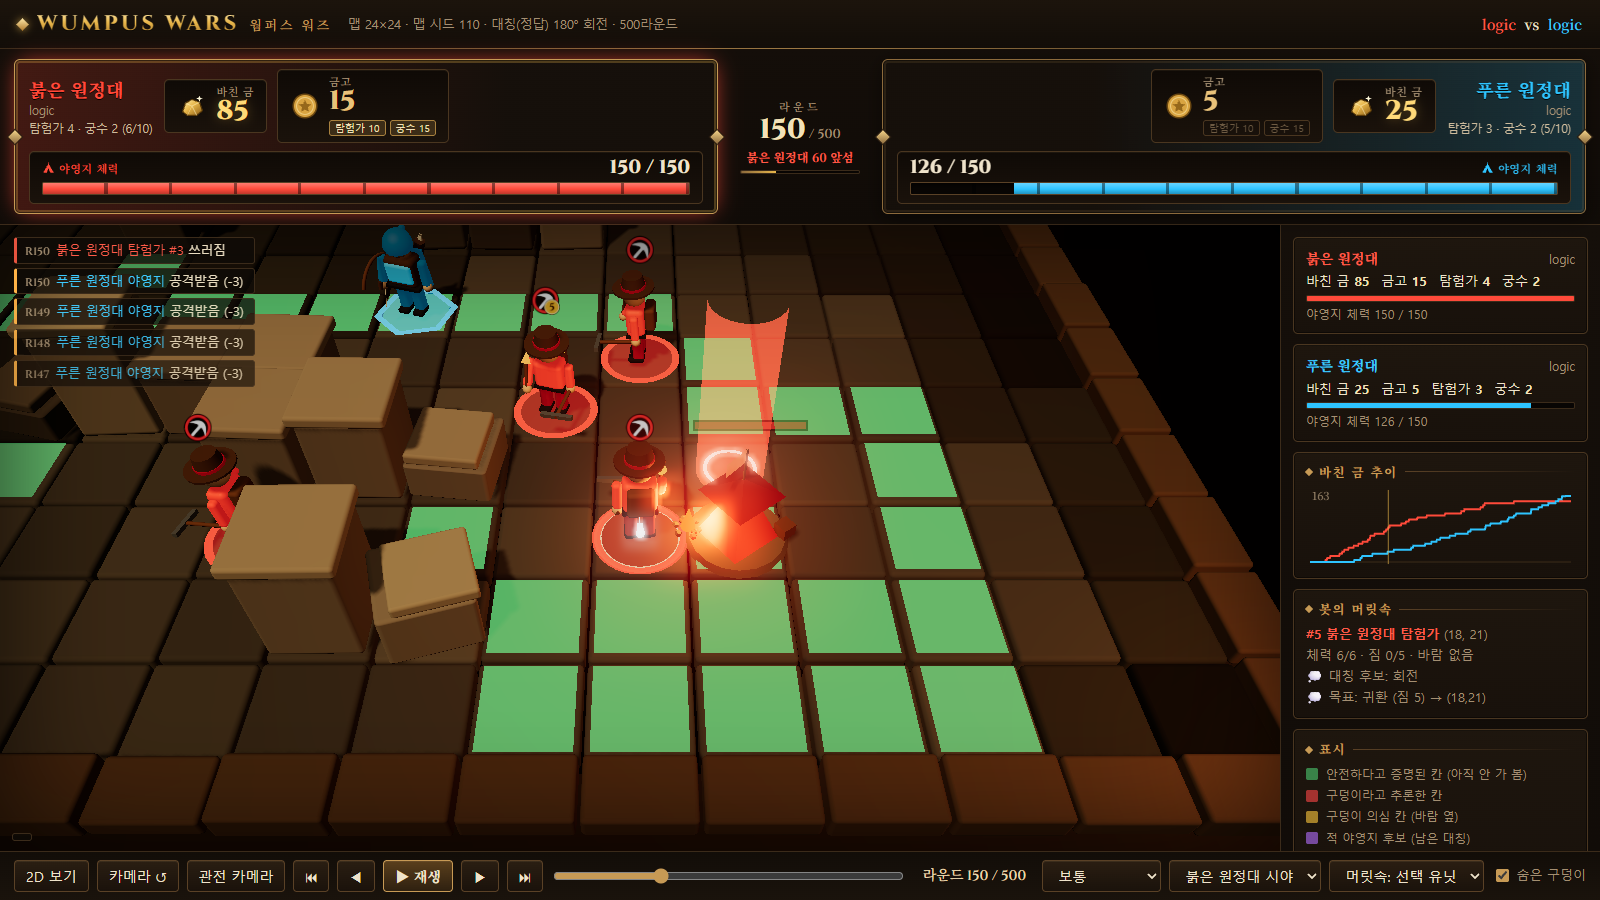 WUMPUS WARS 웜퍼스 워즈 맵 24×24 · 맵 시드 110 · 대칭(정답) 180° 회전 · 500라운드
logic vs logic
붉은 원정대
logic
탐험가 4 · 궁수 2 (6/10)
바친 금
85
금고
15
탐험가 10 궁수 15
야영지 체력
150 / 150
라운드
150 / 500
붉은 원정대 60 앞섬
금고
5
탐험가 10 궁수 15
바친 금
25
푸른 원정대
logic
탐험가 3 · 궁수 2 (5/10)
126 / 150
야영지 체력
R150 붉은 원정대 탐험가 #3 쓰러짐
R150 푸른 원정대 야영지 공격받음 (-3)
R149 푸른 원정대 야영지 공격받음 (-3)
R148 푸른 원정대 야영지 공격받음 (-3)
R147 푸른 원정대 야영지 공격받음 (-3)
5
붉은 원정대 logic
바친 금 85 금고 15 탐험가 4 궁수 2
야영지 체력 150 / 150
푸른 원정대 logic
바친 금 25 금고 5 탐험가 3 궁수 2
야영지 체력 126 / 150
바친 금 추이
163
봇의 머릿속
#5 붉은 원정대 탐험가 (18, 21)
체력 6/6 · 짐 0/5 · 바람 없음
대칭 후보: 회전
목표: 귀환 (짐 5) → (18,21)
표시
안전하다고 증명된 칸 (아직 안 가 봄)
구덩이라고 추론한 칸
구덩이 의심 칸 (바람 옆)
적 야영지 후보 (남은 대칭)
2D 보기
카메라 ↺
관전 카메라
⏮
◀
▶ 재생
▶
⏭
라운드 150 / 500
보통
붉은 원정대 시야
머릿속: 선택 유닛
숨은 구덩이